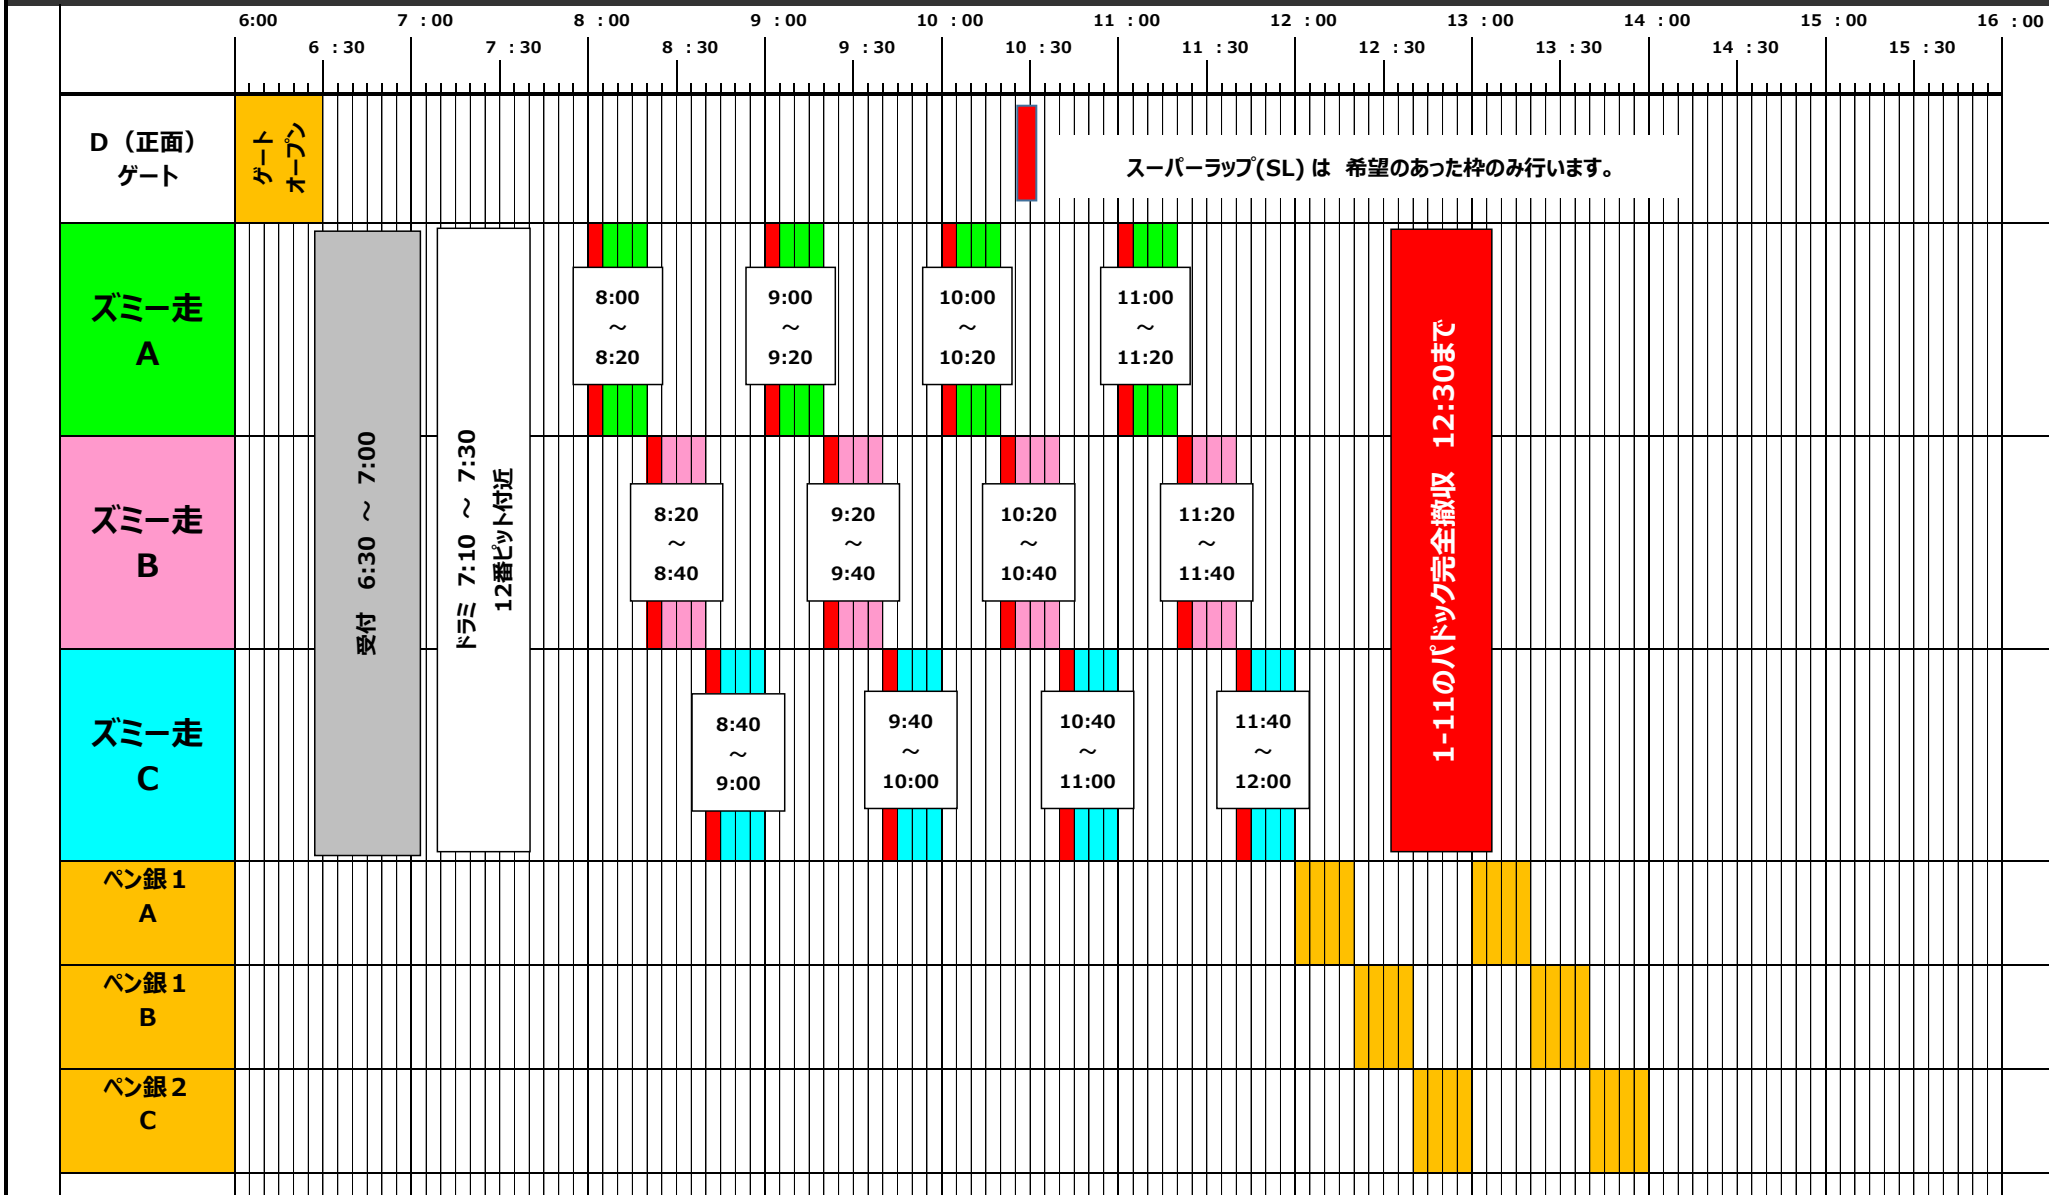 6:00 7 :00 8 :00 9 :00 10 :00 11 :00 12 :00 13 :00 14 :00 15 :00 16 :00
6 :30 7 :30 8 :30 9 :30 10 :30 11 :30 12 :30 13 :30 14 :30 15 :30
D（正面）
ゲート
ゲート
オープン
スーパーラップ(SL) は 希望のあった枠のみ行います。
ズミー走
A
受付 6:30 ～ 7:00
ドラミ 7:10 ～ 7:30
12番ピット付近
8:00
～
8:20
9:00
～
9:20
10:00
～
10:20
11:00
～
11:20
1-11のパドック完全撤収 12:30まで
ズミー走
B
8:20
～
8:40
9:20
～
9:40
10:20
～
10:40
11:20
～
11:40
ズミー走
C
8:40
～
9:00
9:40
～
10:00
10:40
～
11:00
11:40
～
12:00
ペン銀１
A
ペン銀１
B
ペン銀２
C